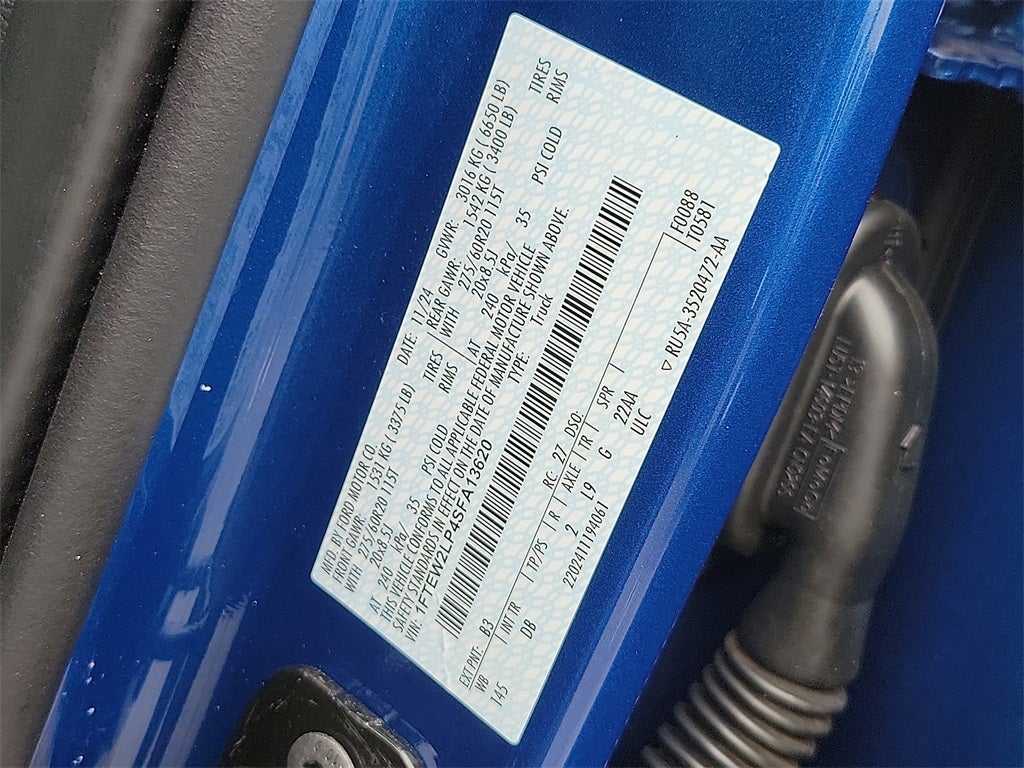 MFD. BY FORD MOTOR CO. DATE: 11/24 GVWR: 3016 KG ( 6650 LB)
FRONT GAWR: 1531 KG ( 3375 LB) REAR GAWR: 1542 KG ( 3400 LB)
WITH 275/60R20 115T TIRES WITH 275/60R20 115T TIRES
20x8.5J RIMS 20x8.5J RIMS
AT 240 kPa/ 35 PSI COLD AT 240 kPa/ 35 PSI COLD
THIS VEHICLE CONFORMS TO ALL APPLICABLE FEDERAL MOTOR VEHICLE
SAFETY STANDARDS IN EFFECT ON THE DATE OF MANUFACTURE SHOWN ABOVE.
VIN: 1FTEW2LP4SFA13620 TYPE: Truck
EXT PNT: B3 RC: 27 DSO: F0088
WB INT TR TP/PS R AXLE TR SPR T0581
145 DB 2 L9 G 22AA
22024111194061 ULC
▽ RU5A-3520472-AA